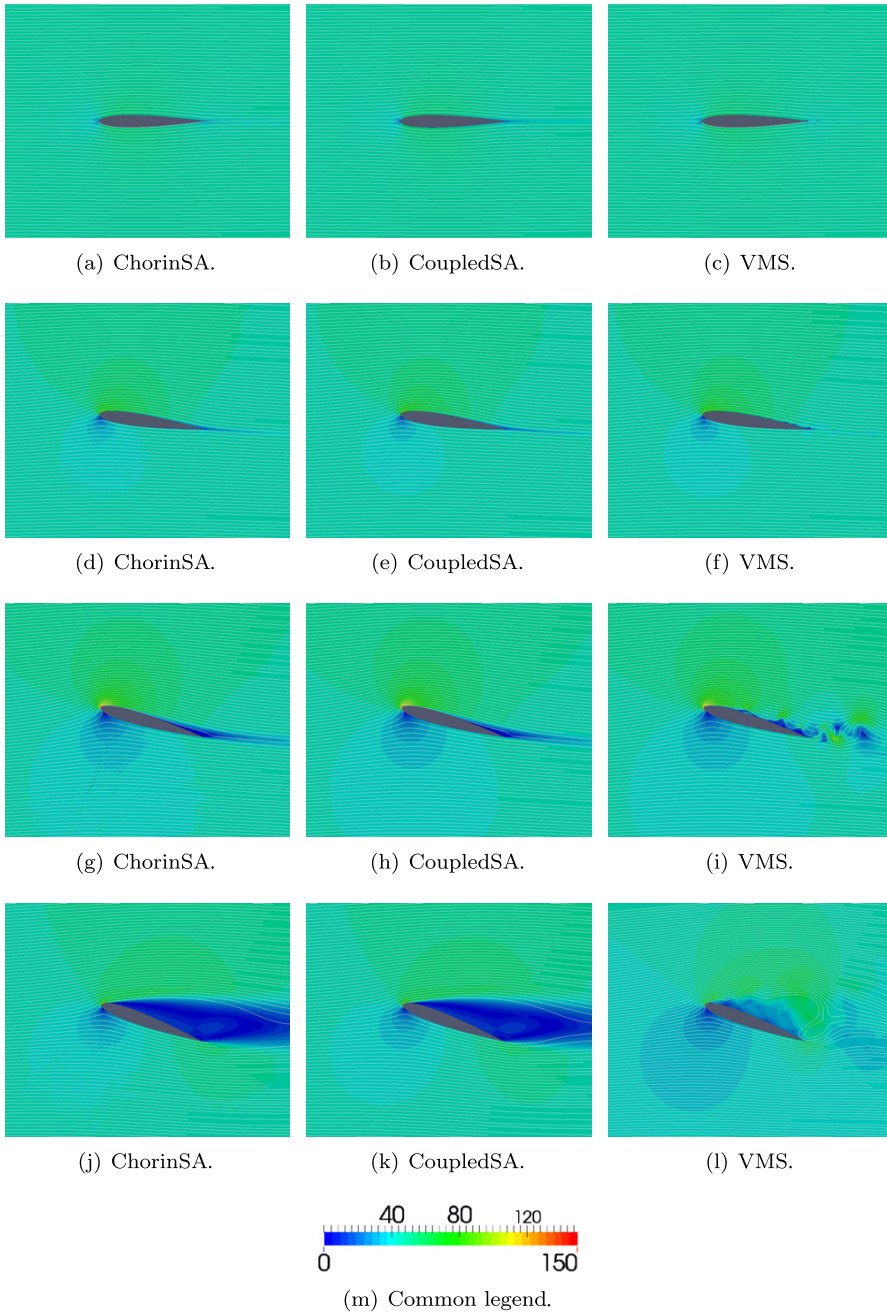 (a) ChorinSA.
(b) CoupledSA.
(c) VMS.
(d) ChorinSA.
(e) CoupledSA.
(f) VMS.
(g) ChorinSA.
(h) CoupledSA.
(i) VMS.
(j) ChorinSA.
(k) CoupledSA.
(l) VMS.
40 80 120
0 150
(m) Common legend.